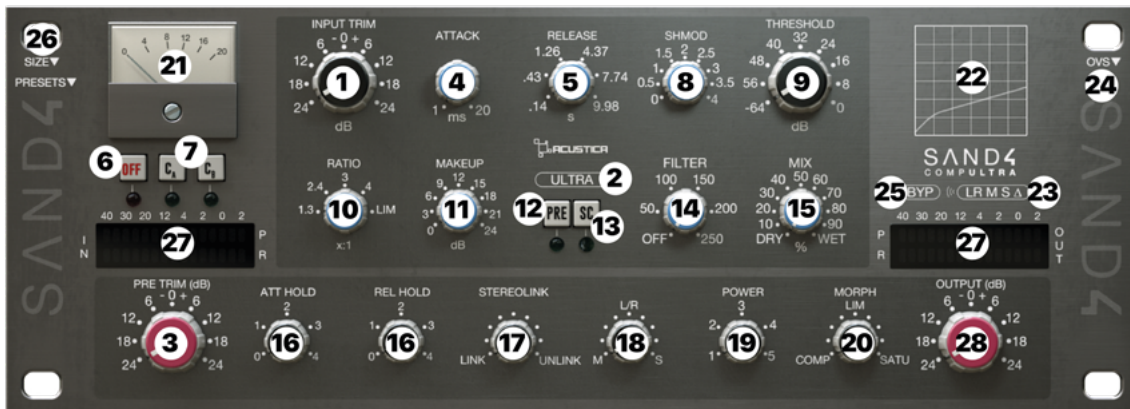 26
SIZE▼
PRESETS▼
SAND4
0 4 8 12 16 20
21
6 OFF
7
CA CB
40 30 20 12 4 2 0 2
IN 27 PR
INPUT TRIM
- 0 +
6 6
12 12
18 18
24 24
1
dB
ATTACK
4
1 ms 20
RELEASE
1.26 4.37
.43 7.74
.14 9.98
5
s
SHMOD
2
1.5 2.5
1 3
0.5 3.5
0 4
8
THRESHOLD
32
40 24
48 16
56 8
-64 0
9
dB
ACUSTICA
ULTRA 2
RATIO
3
2.4 4
1.3 LIM
10
x:1
MAKEUP
12
9 15
6 18
3 21
0 24
11
dB
12 PRE SC
13
FILTER
100 150
50 200
OFF 250
14
MIX
50
40 60
30 70
20 80
10 90
DRY WET
15
%
22
SAND4
COMPULTRA
25 BYP LR M S Δ 23
40 30 20 12 4 2 0 2
PR 27 OUT
OVS▼
24
SAND4
PRE TRIM (dB)
- 0 +
6 6
12 12
18 18
24 24
3
ATT HOLD
2
1 3
0 4
16
REL HOLD
2
1 3
0 4
16
STEREOLINK
17
LINK UNLINK
L/R
18
M S
POWER
3
2 4
1 5
19
MORPH
LIM
20
COMP SATU
OUTPUT (dB)
- 0 +
6 6
12 12
18 18
24 24
28